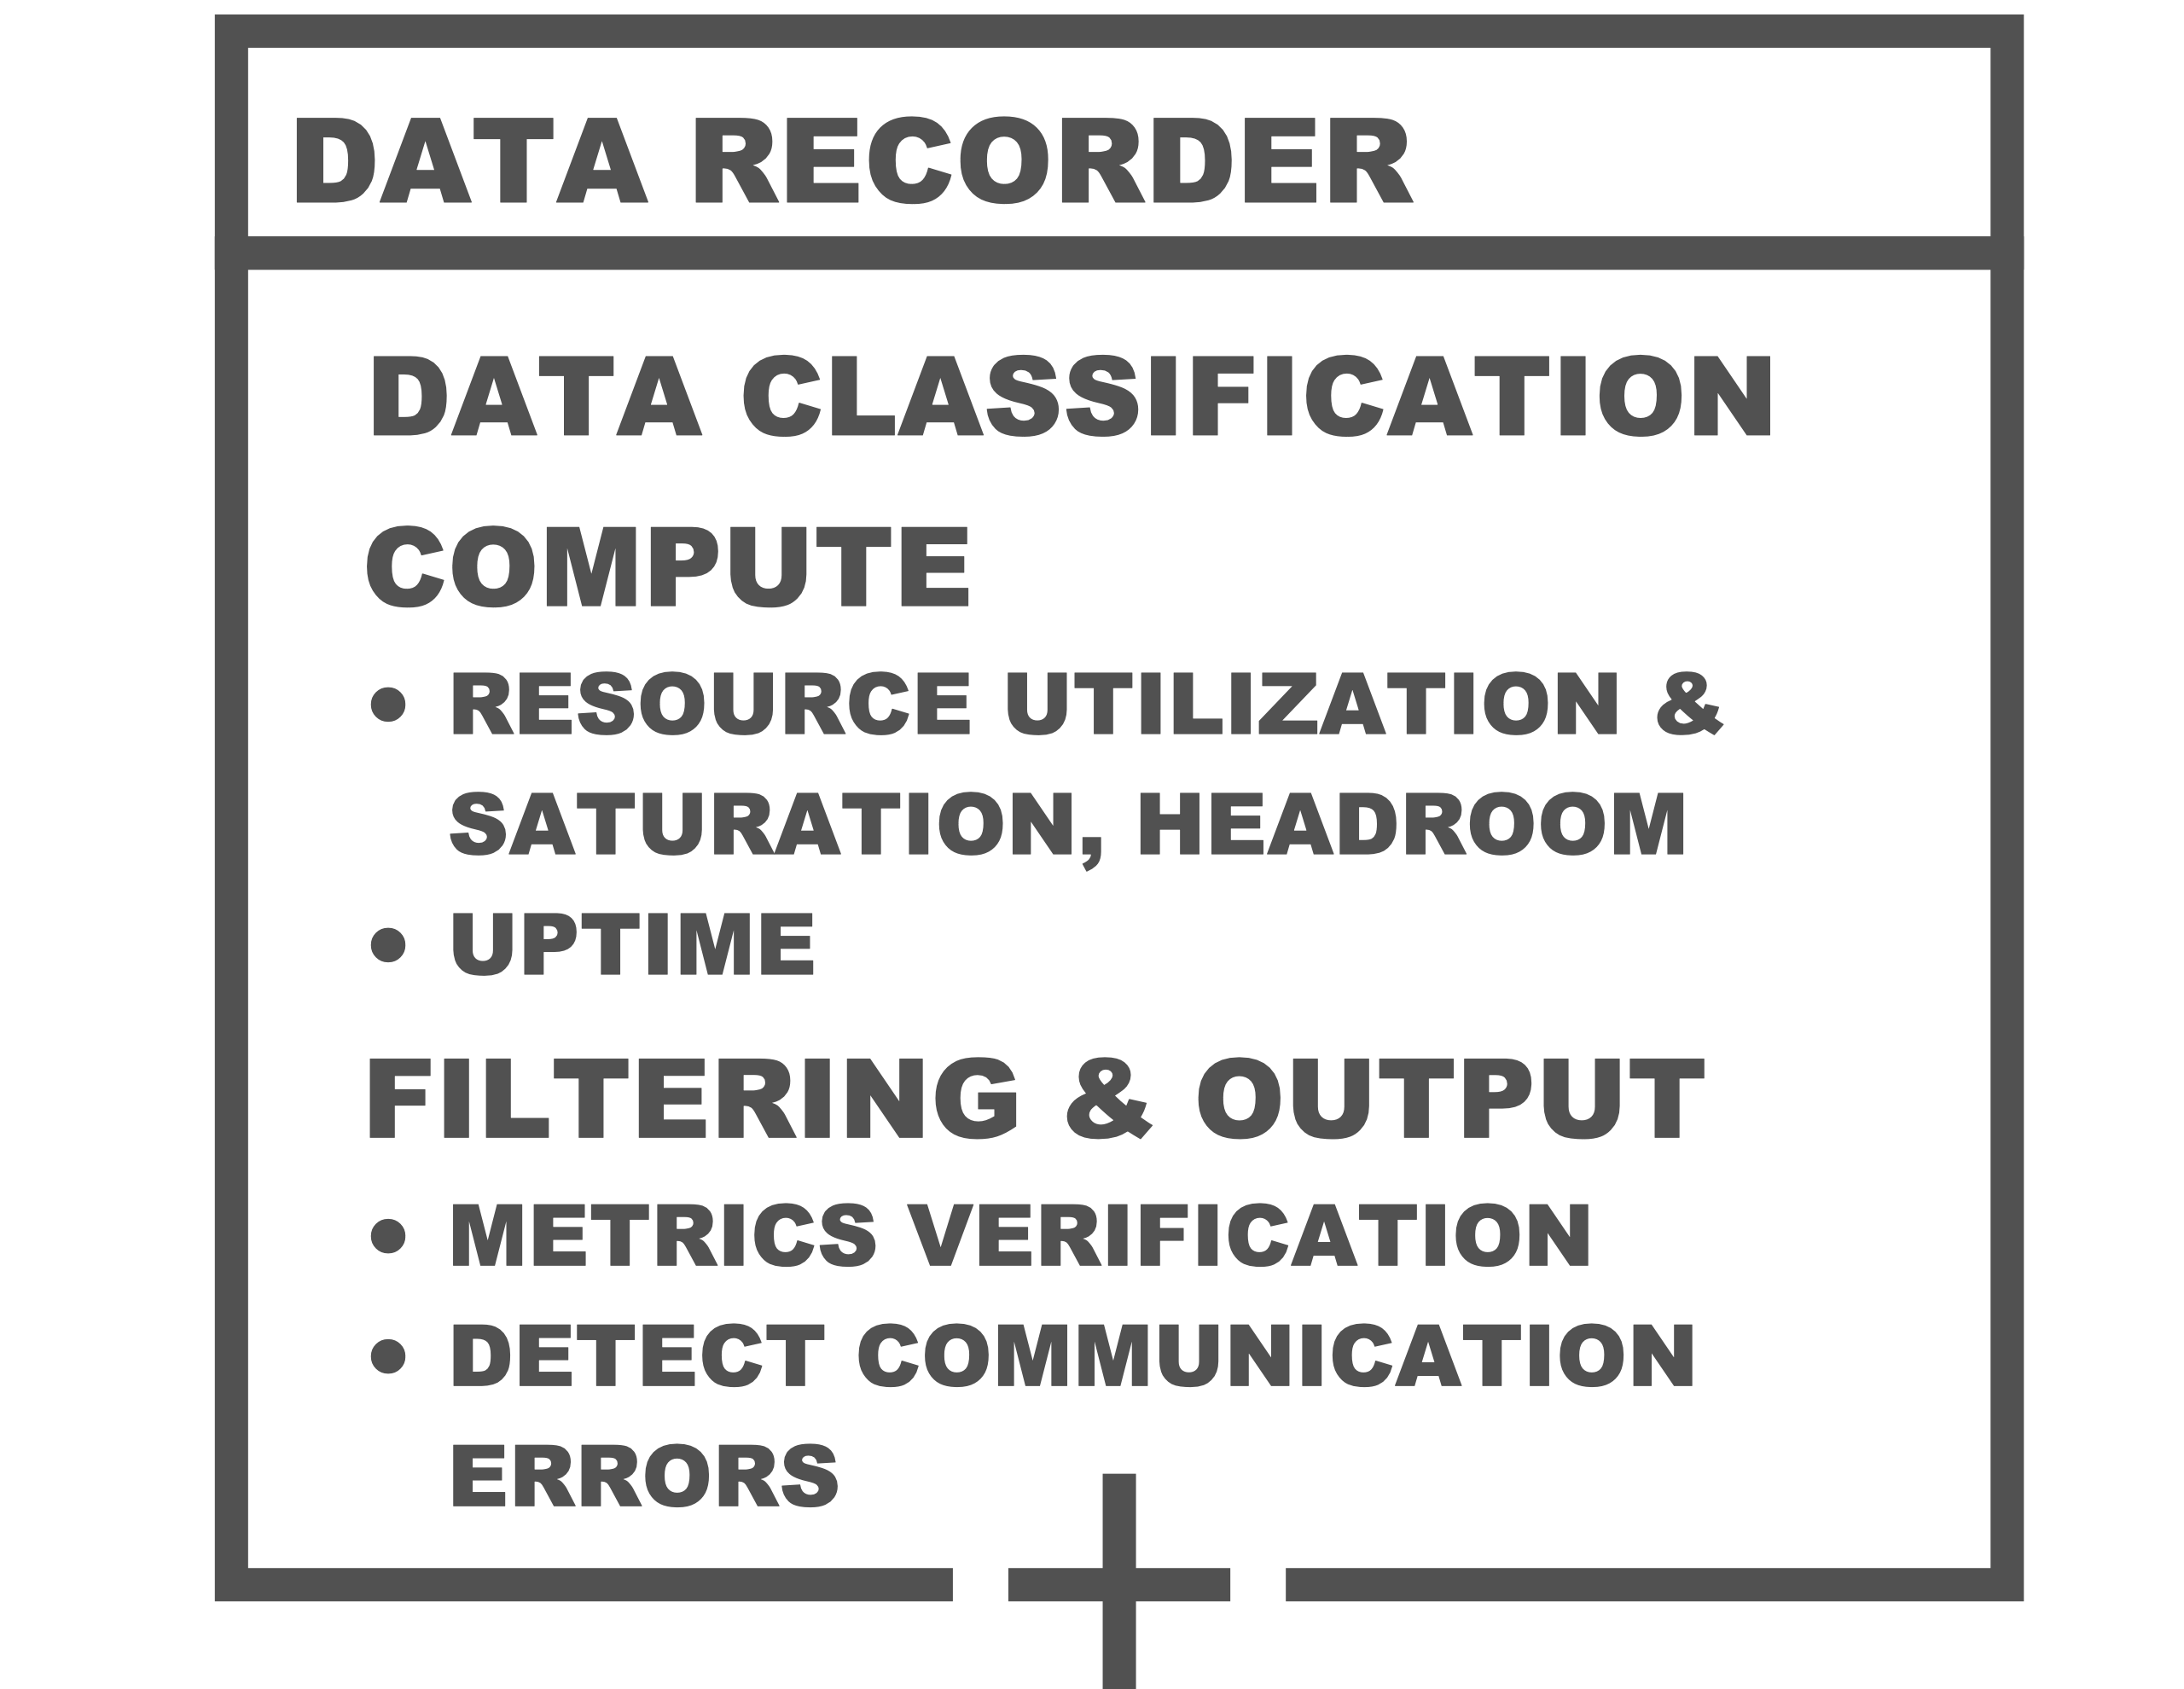 DATA RECORDER
DATA CLASSIFICATION
COMPUTE
• RESOURCE UTILIZATION &
SATURATION, HEADROOM
• UPTIME
FILTERING & OUTPUT
• METRICS VERIFICATION
• DETECT COMMUNICATION
ERRORS